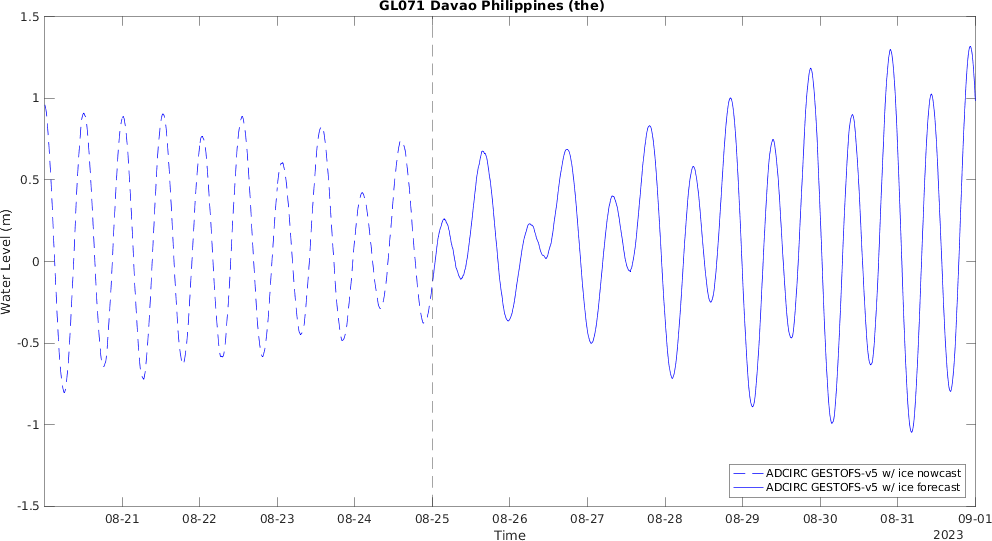 GL071 Davao Philippines (the)
1.5
1
0.5
0
-0.5
-1
-1.5
Water Level (m)
ADCIRC GESTOFS-v5 w/ ice nowcast
ADCIRC GESTOFS-v5 w/ ice forecast
08-21 08-22 08-23 08-24 08-25 08-26 08-27 08-28 08-29 08-30 08-31 09-01
Time
2023